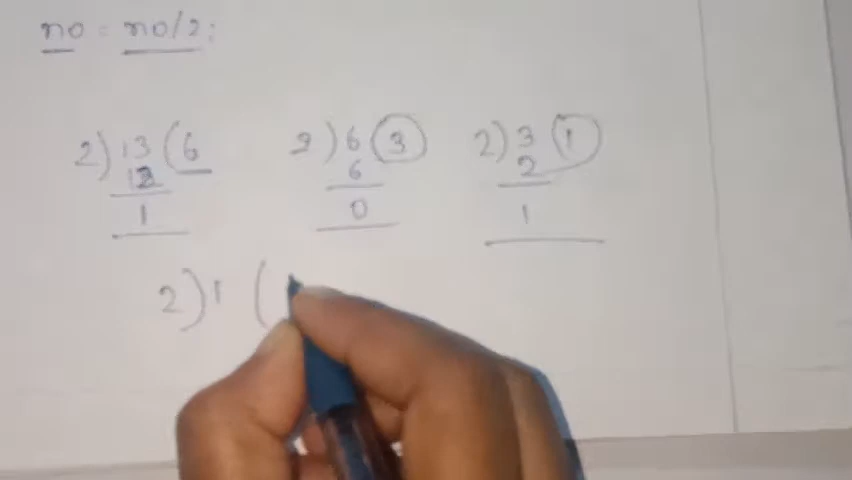 no = no/2;
2) 13 ( 6 2) 6 ( 3 2) 3 ( 1
12 6 2
1 0 1
2) 1 (